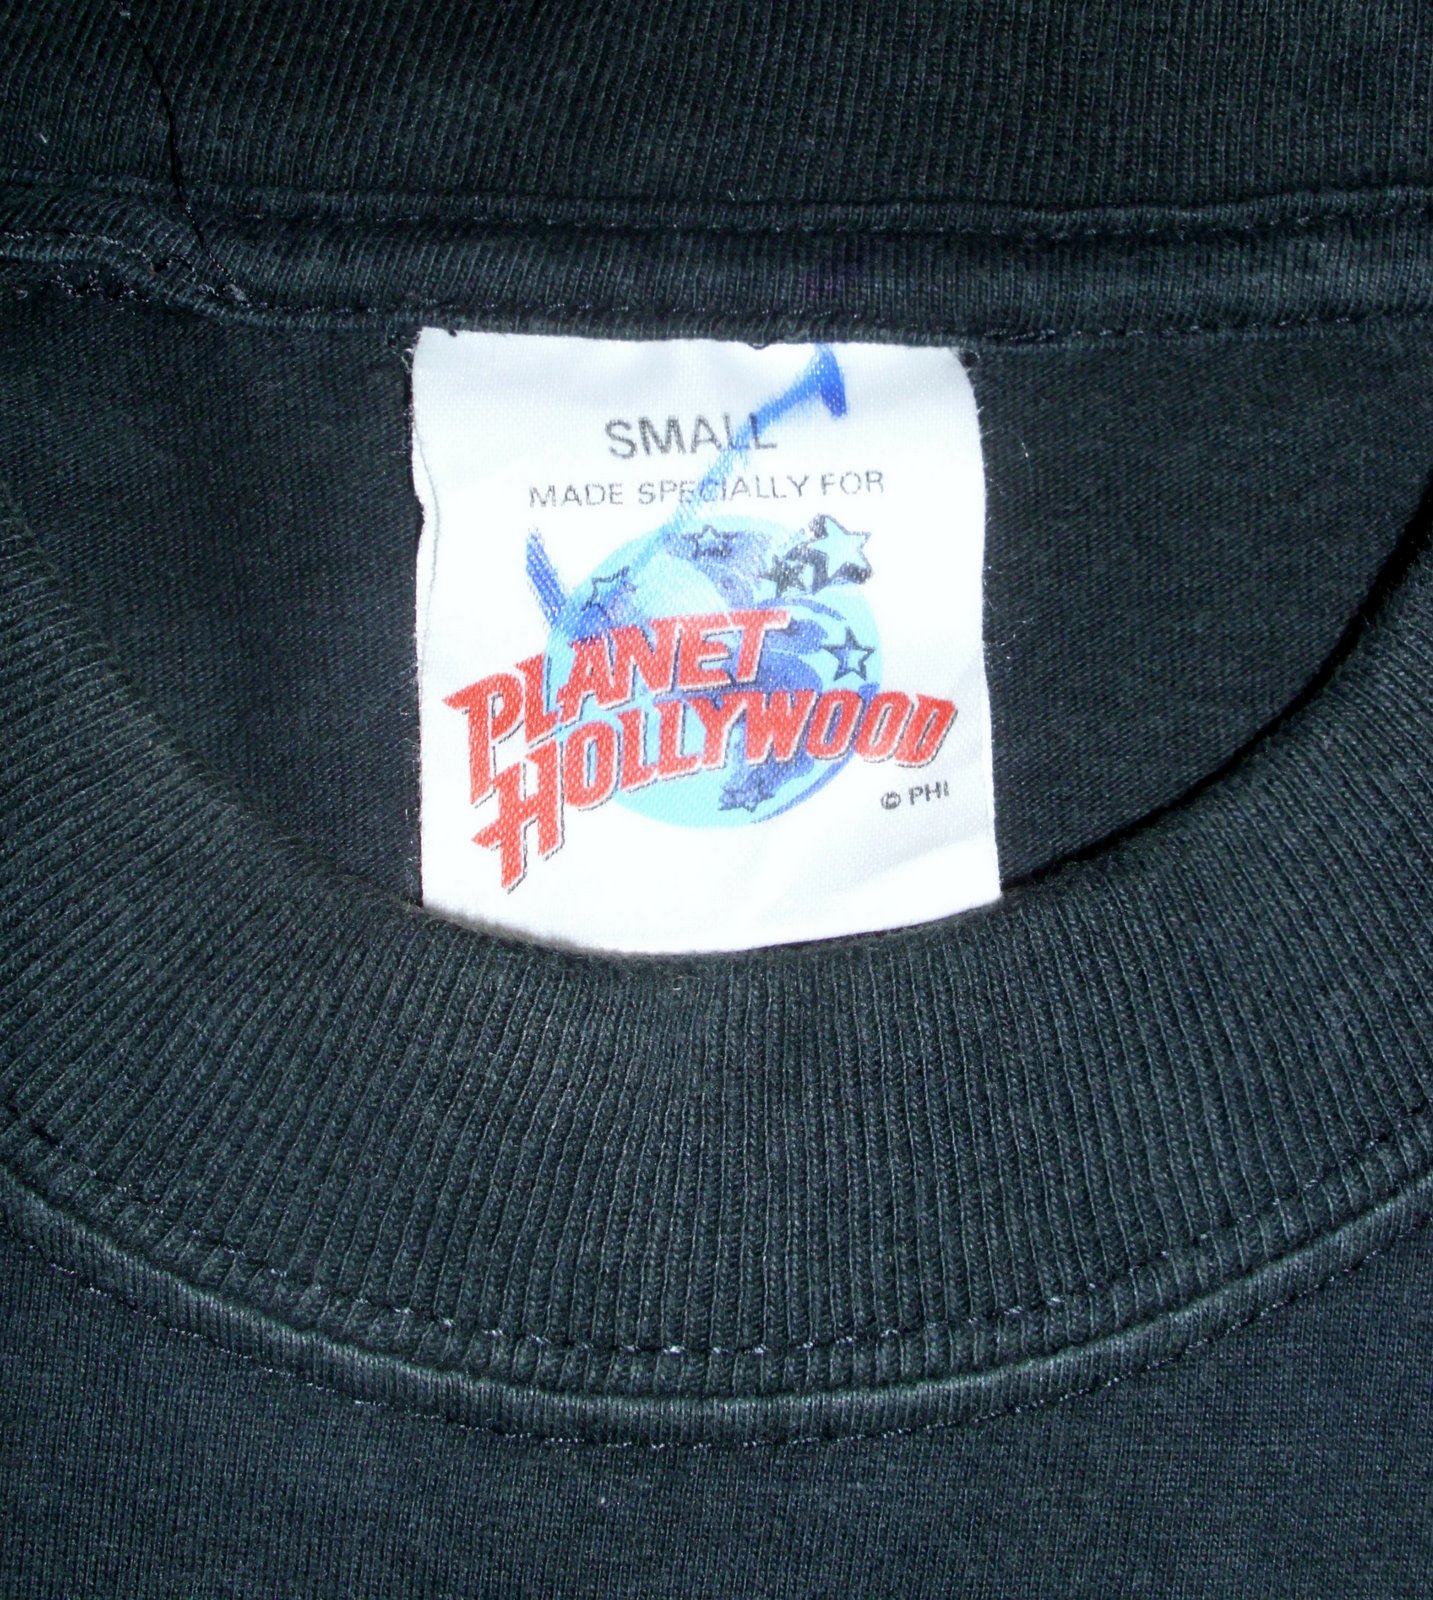 SMALL
MADE SPECIALLY FOR
PLANET
HOLLYWOOD
© PHI